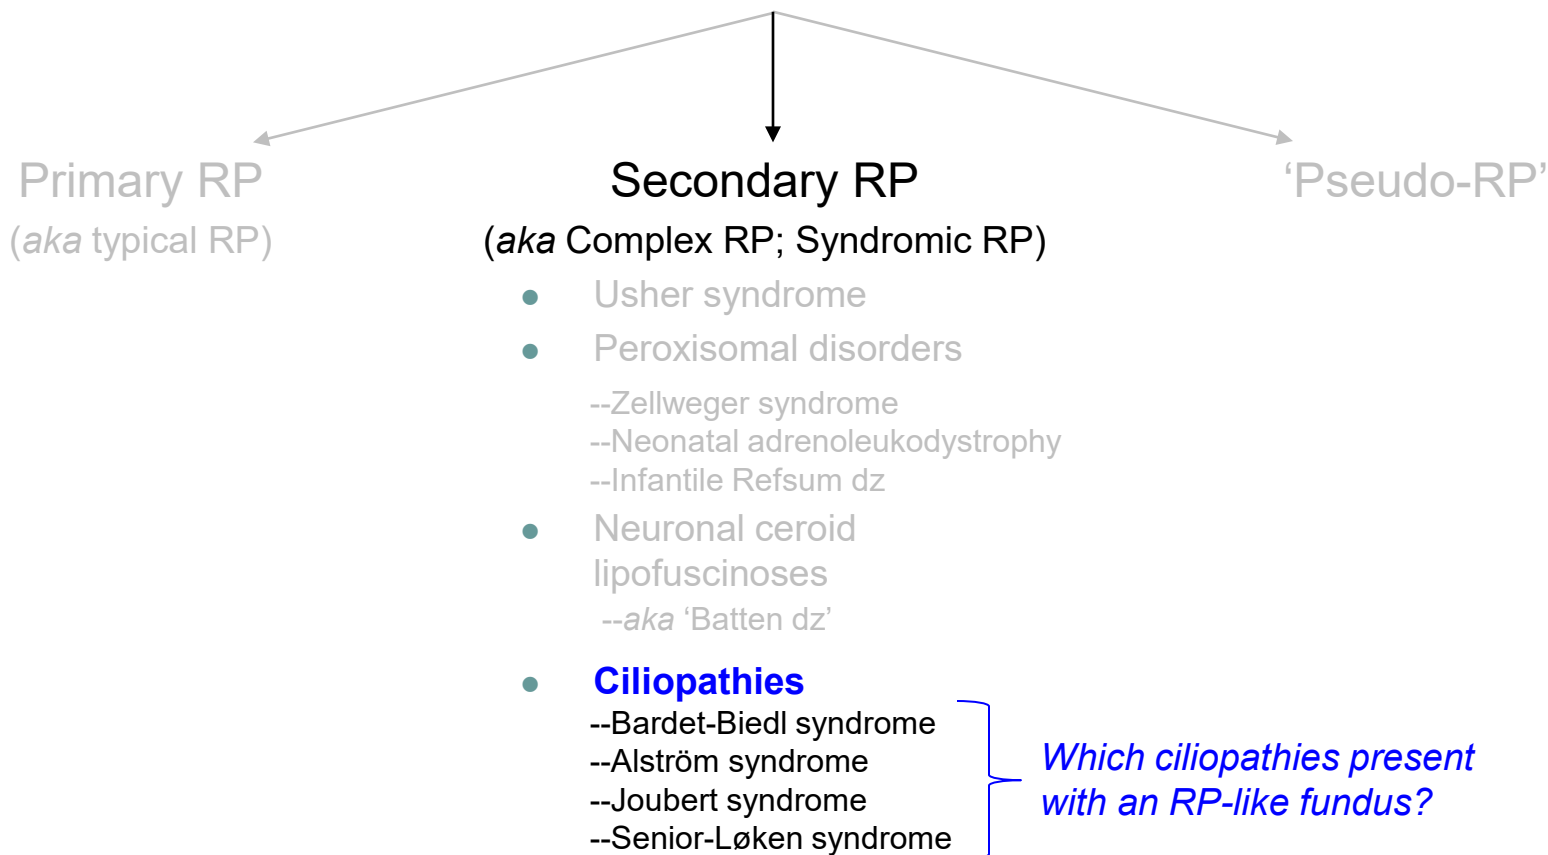 Primary RP
(aka typical RP)
Secondary RP
(aka Complex RP; Syndromic RP)
‘Pseudo-RP’
● Usher syndrome
● Peroxisomal disorders
--Zellweger syndrome
--Neonatal adrenoleukodystrophy
--Infantile Refsum dz
● Neuronal ceroid
lipofuscinoses
--aka ‘Batten dz’
● Ciliopathies
--Bardet-Biedl syndrome
--Alström syndrome
--Joubert syndrome
--Senior-Løken syndrome
Which ciliopathies present
with an RP-like fundus?